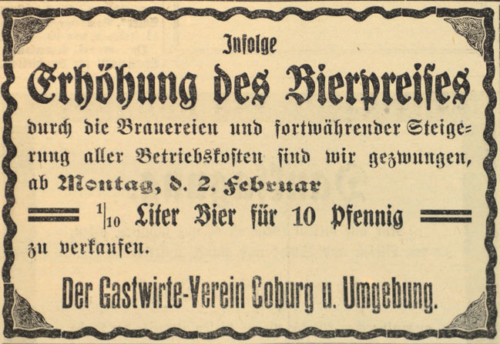 Infolge
Erhöhung des Bierpreises
durch die Brauereien und fortwährender Steige-
rung aller Betriebskosten sind wir gezwungen,
ab Montag, d. 2. Februar
1/10 Liter Bier für 10 Pfennig
zu verkaufen.
Der Gastwirte-Verein Coburg u. Umgebung.